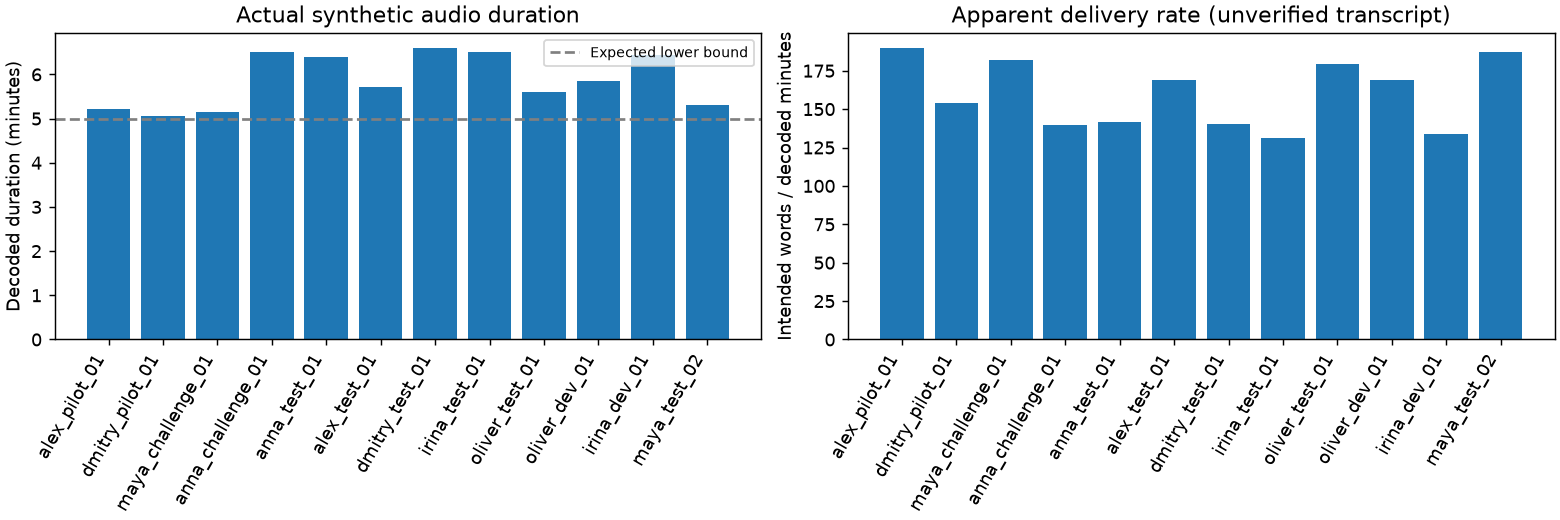 Actual synthetic audio duration
Decoded duration (minutes)
6
5
4
3
2
1
0
Expected lower bound
alex_pilot_01
dmitry_pilot_01
maya_challenge_01
anna_challenge_01
anna_test_01
alex_test_01
dmitry_test_01
irina_test_01
oliver_test_01
oliver_dev_01
irina_dev_01
maya_test_02
Apparent delivery rate (unverified transcript)
Intended words / decoded minutes
175
150
125
100
75
50
25
0
alex_pilot_01
dmitry_pilot_01
maya_challenge_01
anna_challenge_01
anna_test_01
alex_test_01
dmitry_test_01
irina_test_01
oliver_test_01
oliver_dev_01
irina_dev_01
maya_test_02